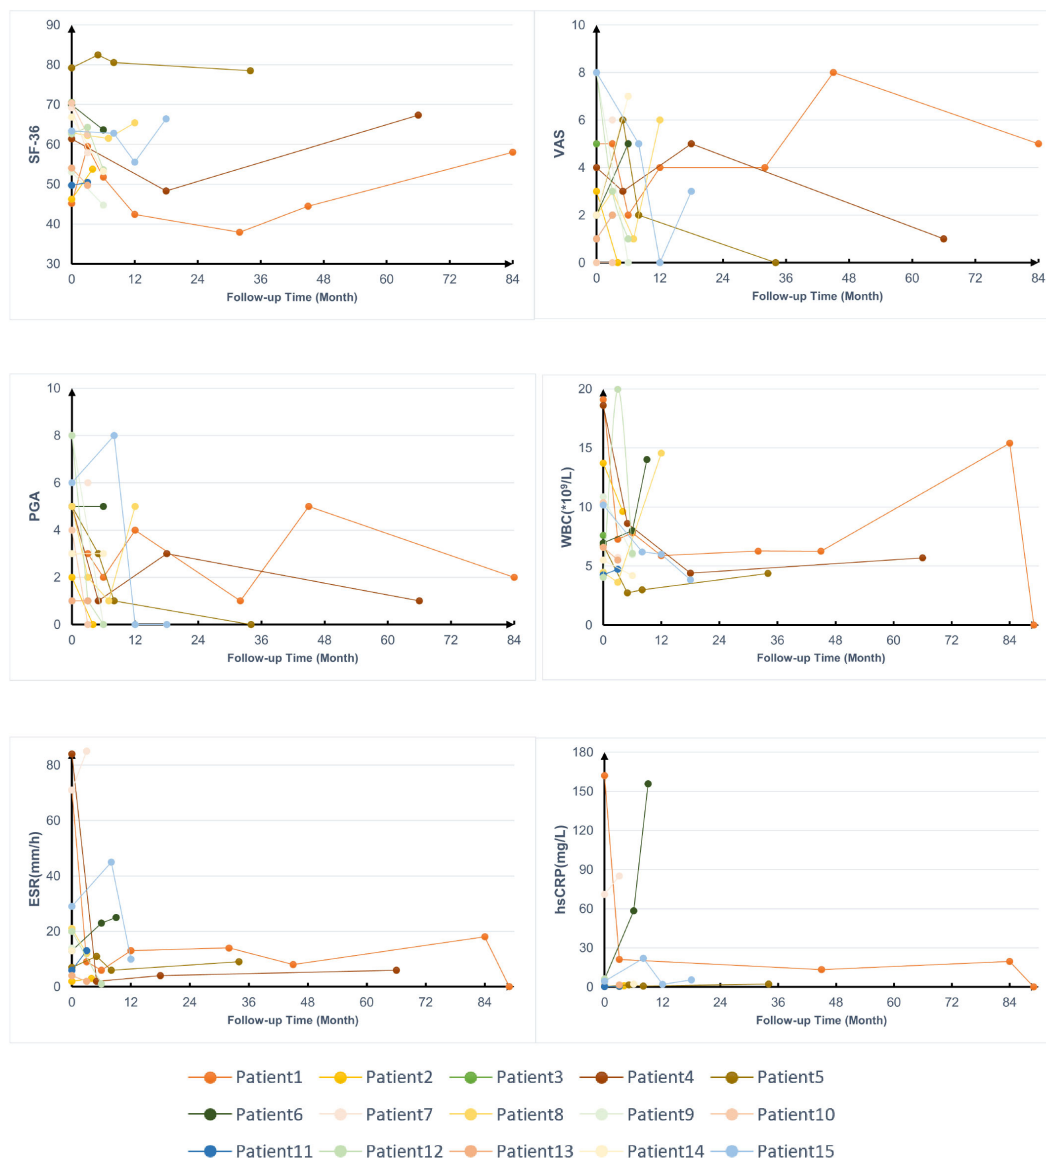 90
80
70
60
50
40
30
SF-36
0 12 24 36 48 60 72 84
Follow-up Time (Month)
10
8
6
4
2
0
VAS
0 12 24 36 48 60 72 84
Follow-up Time (Month)
10
8
6
4
2
0
PGA
0 12 24 36 48 60 72 84
Follow-up Time (Month)
20
15
10
5
0
WBC(*10⁹/L)
0 12 24 36 48 60 72 84
Follow-up Time (Month)
80
60
40
20
0
ESR(mm/h)
0 12 24 36 48 60 72 84
Follow-up Time (Month)
180
150
120
90
60
30
0
hsCRP(mg/L)
0 12 24 36 48 60 72 84
Follow-up Time (Month)
Patient1 Patient2 Patient3 Patient4 Patient5
Patient6 Patient7 Patient8 Patient9 Patient10
Patient11 Patient12 Patient13 Patient14 Patient15